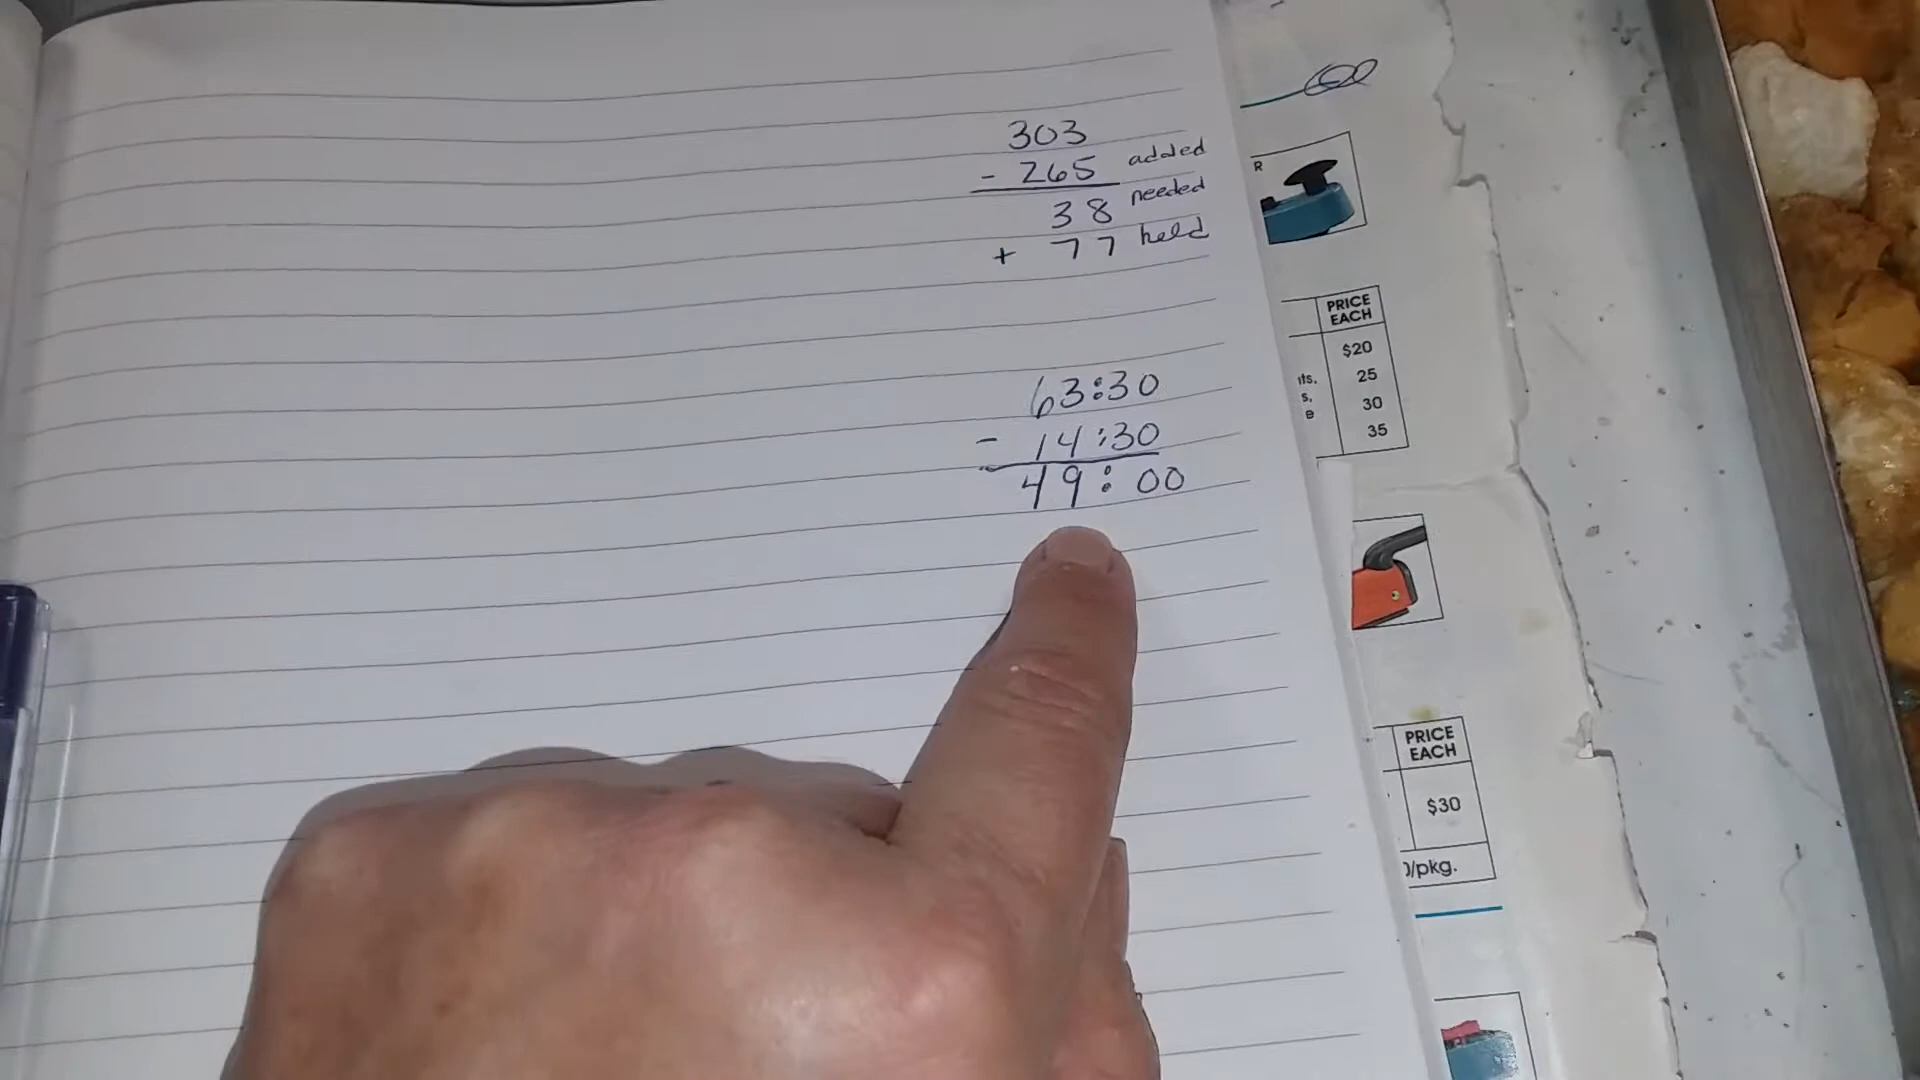 303
- 265 added
38 needed
+ 77 held
63:30
- 14:30
49:00
R
PRICE
EACH
$20
25
30
35
PRICE
EACH
$30
/pkg.